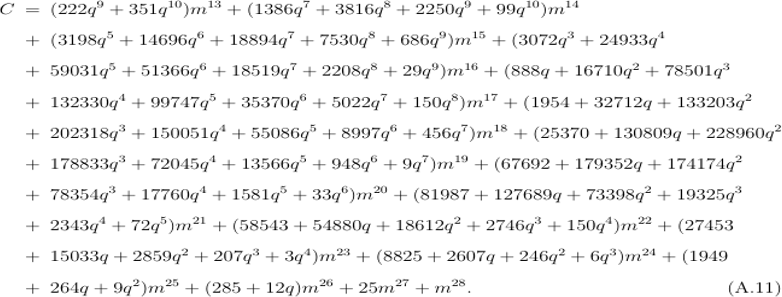 C = (222q^9 + 351q^10)m^13 + (1386q^7 + 3816q^8 + 2250q^9 + 99q^10)m^14
+ (3198q^5 + 14696q^6 + 18894q^7 + 7530q^8 + 686q^9)m^15 + (3072q^3 + 24933q^4
+ 59031q^5 + 51366q^6 + 18519q^7 + 2208q^8 + 29q^9)m^16 + (888q + 16710q^2 + 78501q^3
+ 132330q^4 + 99747q^5 + 35370q^6 + 5022q^7 + 150q^8)m^17 + (1954 + 32712q + 133203q^2
+ 202318q^3 + 150051q^4 + 55086q^5 + 8997q^6 + 456q^7)m^18 + (25370 + 130809q + 228960q^2
+ 178833q^3 + 72045q^4 + 13566q^5 + 948q^6 + 9q^7)m^19 + (67692 + 179352q + 174174q^2
+ 78354q^3 + 17760q^4 + 1581q^5 + 33q^6)m^20 + (81987 + 127689q + 73398q^2 + 19325q^3
+ 2343q^4 + 72q^5)m^21 + (58543 + 54880q + 18612q^2 + 2746q^3 + 150q^4)m^22 + (27453
+ 15033q + 2859q^2 + 207q^3 + 3q^4)m^23 + (8825 + 2607q + 246q^2 + 6q^3)m^24 + (1949
+ 264q + 9q^2)m^25 + (285 + 12q)m^26 + 25m^27 + m^28. (A.11)